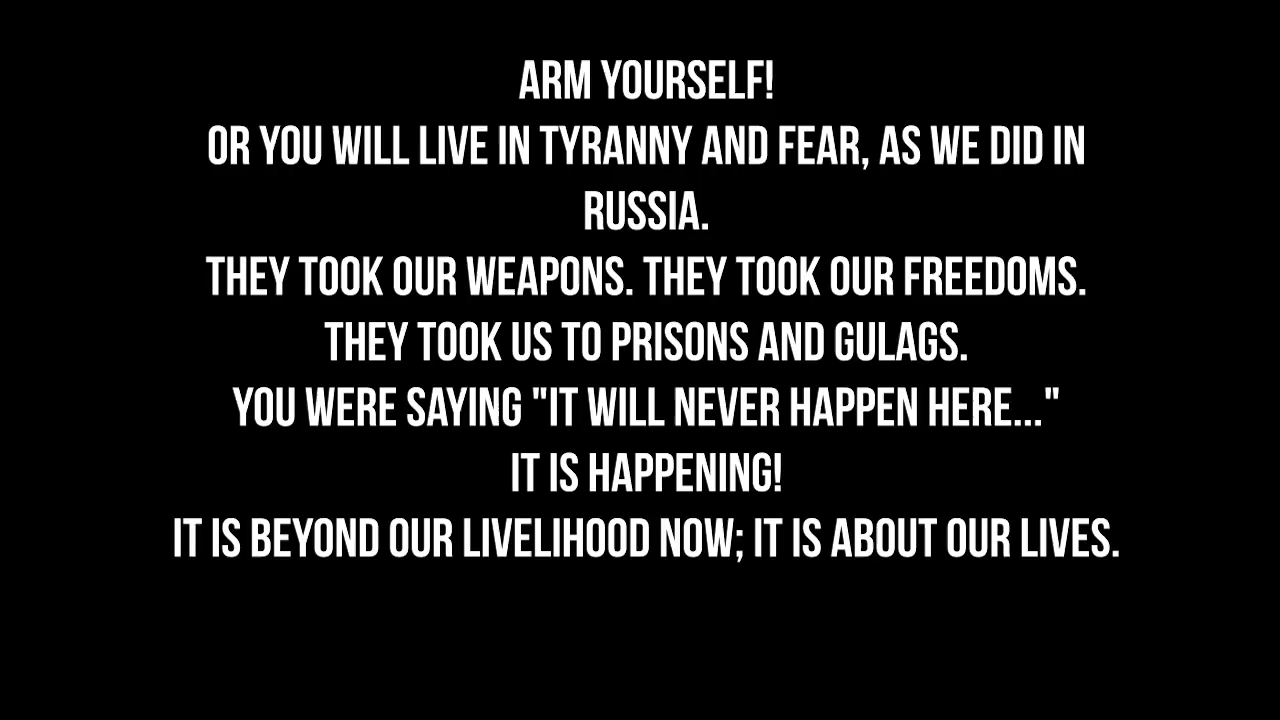 ARM YOURSELF!
OR YOU WILL LIVE IN TYRANNY AND FEAR, AS WE DID IN
RUSSIA.
THEY TOOK OUR WEAPONS. THEY TOOK OUR FREEDOMS.
THEY TOOK US TO PRISONS AND GULAGS.
YOU WERE SAYING "IT WILL NEVER HAPPEN HERE..."
IT IS HAPPENING!
IT IS BEYOND OUR LIVELIHOOD NOW; IT IS ABOUT OUR LIVES.